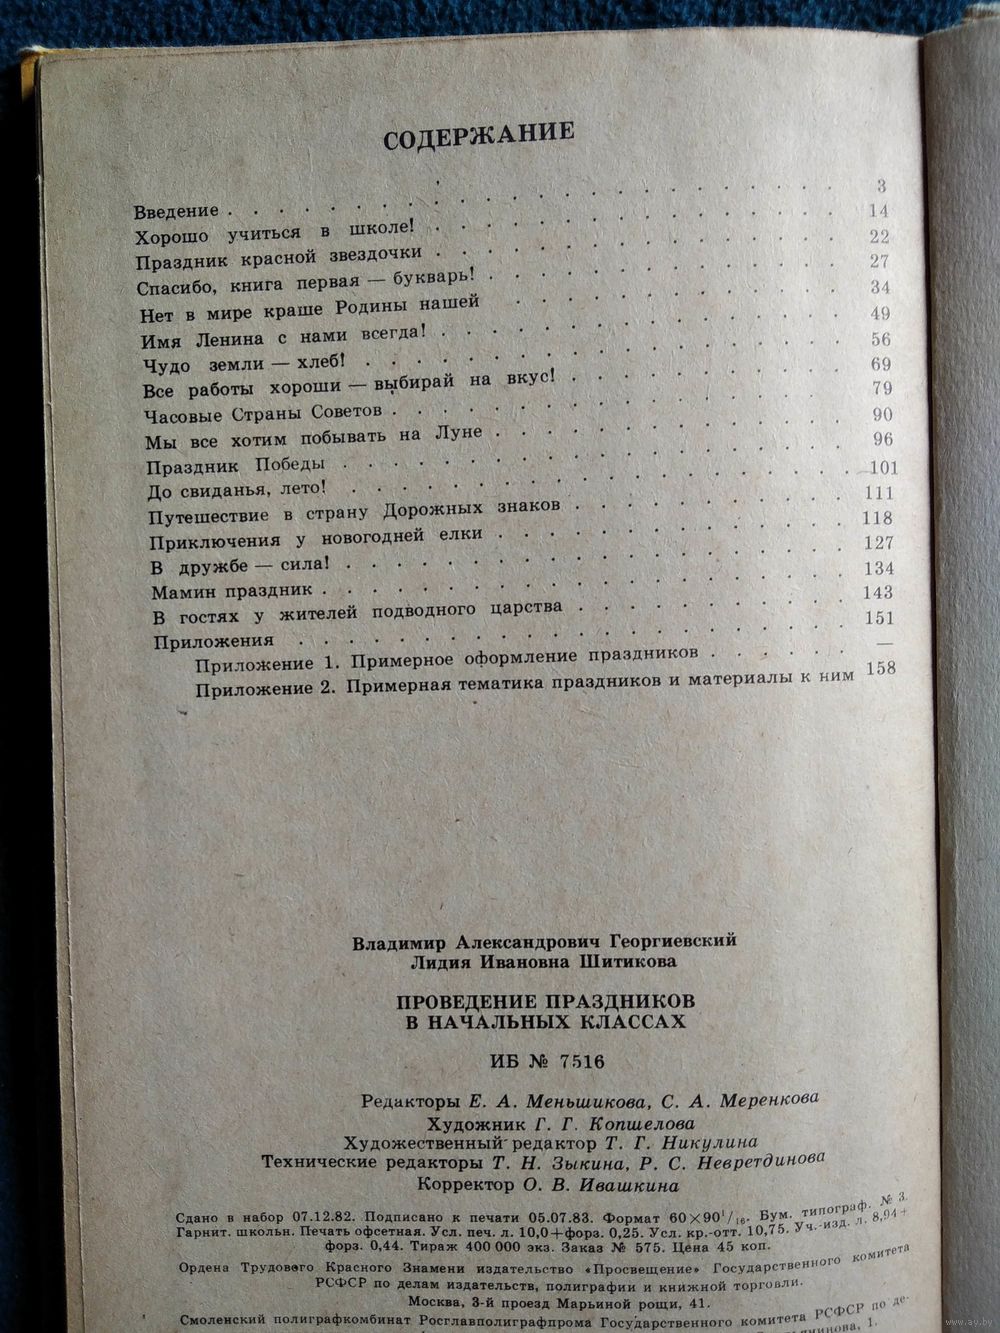 СОДЕРЖАНИЕ
Введение . . . . . . . . . . . . . . . . . . . . . . . . 3
Хорошо учиться в школе! . . . . . . . . . . . . . . . . 14
Праздник красной звездочки . . . . . . . . . . . . . . . 22
Спасибо, книга первая — букварь! . . . . . . . . . . . . 27
Нет в мире краше Родины нашей . . . . . . . . . . . . . 34
Имя Ленина с нами всегда! . . . . . . . . . . . . . . . 49
Чудо земли — хлеб! . . . . . . . . . . . . . . . . . . . 56
Все работы хороши — выбирай на вкус! . . . . . . . . . . 69
Часовые Страны Советов . . . . . . . . . . . . . . . . . 79
Мы все хотим побывать на Луне . . . . . . . . . . . . . 90
Праздник Победы . . . . . . . . . . . . . . . . . . . . 96
До свиданья, лето! . . . . . . . . . . . . . . . . . . . 101
Путешествие в страну Дорожных знаков . . . . . . . . . . 111
Приключения у новогодней елки . . . . . . . . . . . . . 118
В дружбе — сила! . . . . . . . . . . . . . . . . . . . . 127
Мамин праздник . . . . . . . . . . . . . . . . . . . . . 134
В гостях у жителей подводного царства . . . . . . . . . 143
Приложения . . . . . . . . . . . . . . . . . . . . . . . 151
Приложение 1. Примерное оформление праздников . . . . . . —
Приложение 2. Примерная тематика праздников и материалы к ним 158
Владимир Александрович Георгиевский
Лидия Ивановна Шитикова
ПРОВЕДЕНИЕ ПРАЗДНИКОВ
В НАЧАЛЬНЫХ КЛАССАХ
ИБ № 7516
Редакторы Е. А. Меньшикова, С. А. Меренкова
Художник Г. Г. Копшелова
Художественный редактор Т. Г. Никулина
Технические редакторы Т. Н. Зыкина, Р. С. Невретдинова
Корректор О. В. Ивашкина
Сдано в набор 07.12.82. Подписано к печати 05.07.83. Формат 60×90¹/₁₆. Бум. типограф. № 3.
Гарнит. школьн. Печать офсетная. Усл. печ. л. 10,0+форз. 0,25. Усл. кр.-отт. 10,75. Уч.-изд. л. 8,94+
форз. 0,44. Тираж 400 000 экз. Заказ № 575. Цена 45 коп.
Ордена Трудового Красного Знамени издательство «Просвещение» Государственного комитета
РСФСР по делам издательств, полиграфии и книжной торговли.
Москва, 3-й проезд Марьиной рощи, 41.
Смоленский полиграфкомбинат Росглавполиграфпрома Государственного комитета РСФСР по де-
1.
www.ay.by